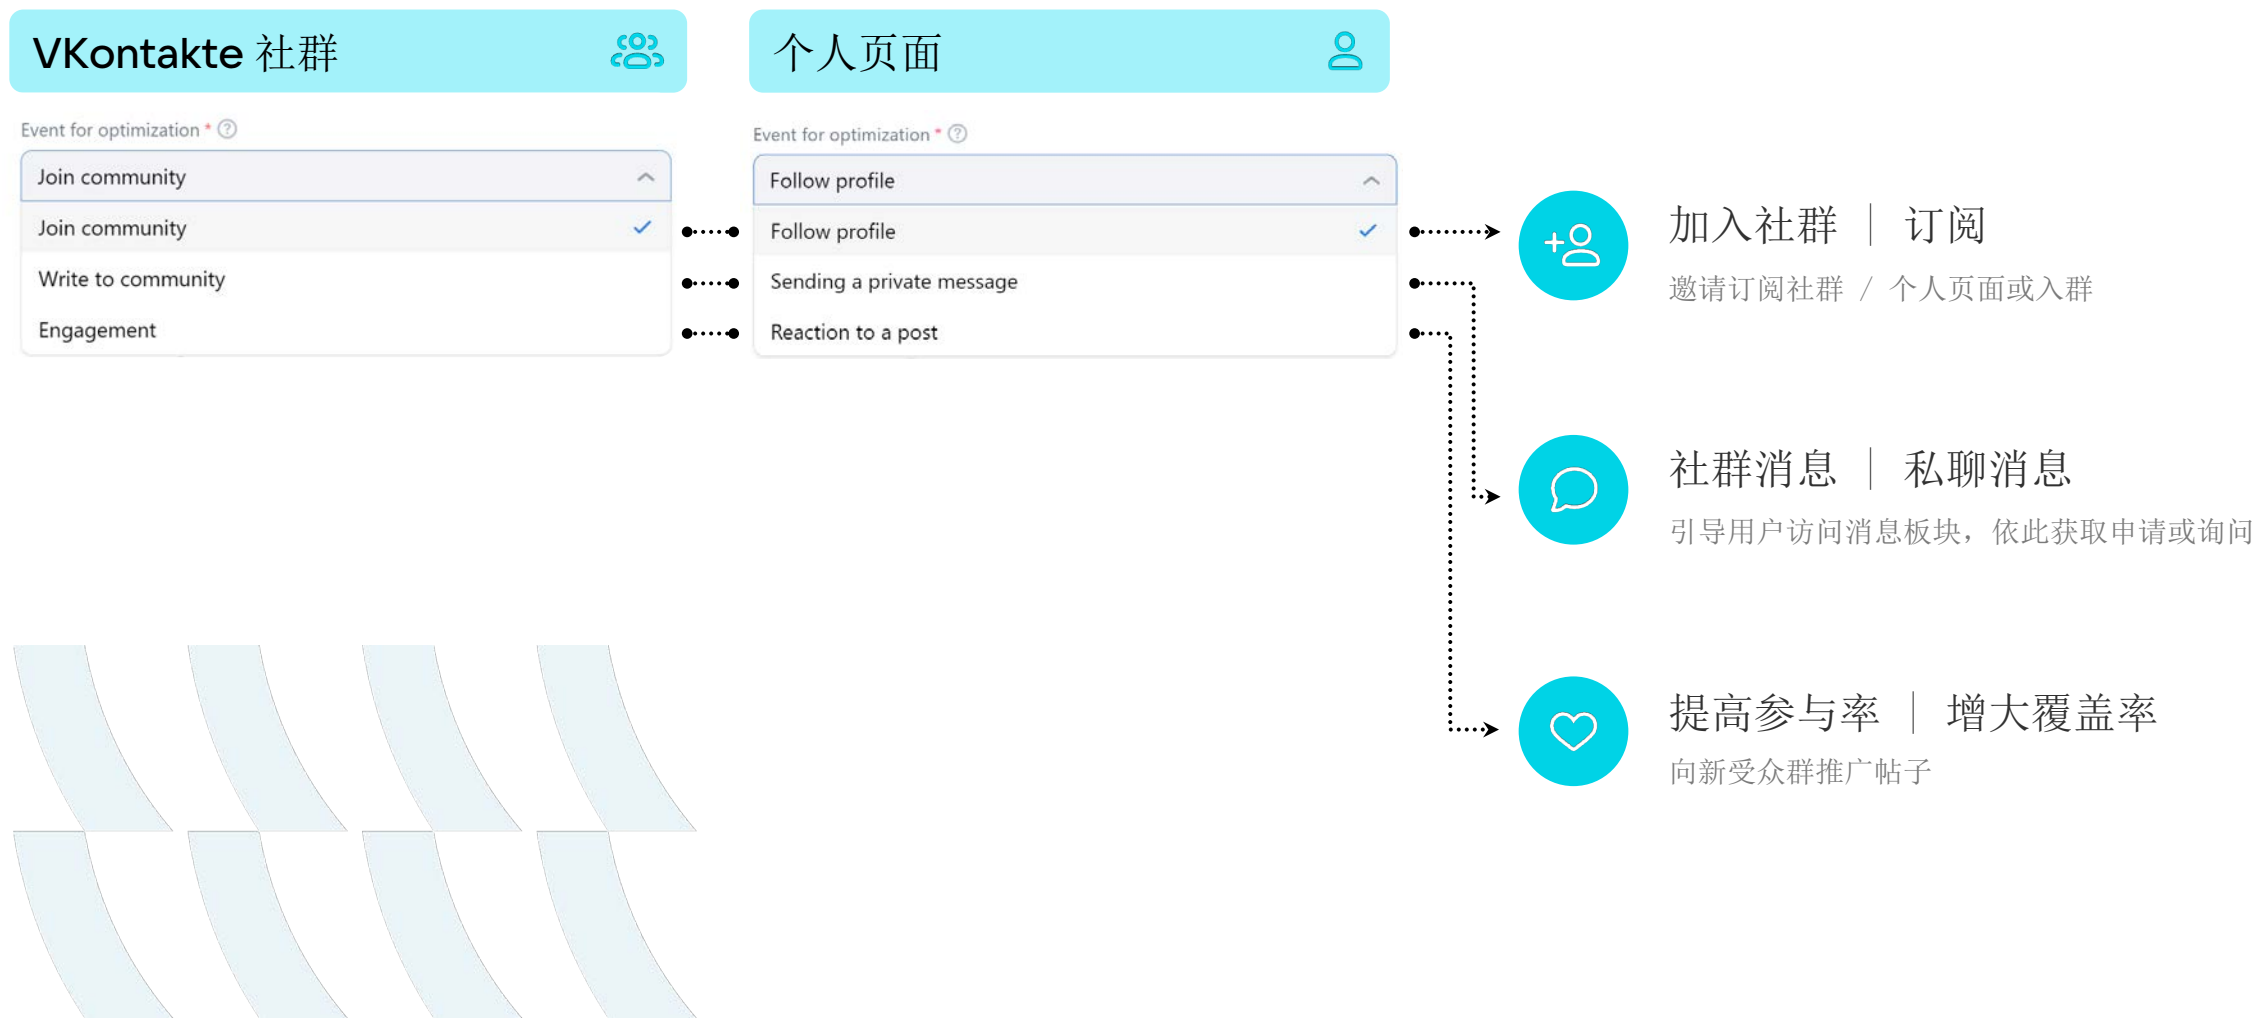 VKontakte 社群
Event for optimization *
Join community
Join community
Write to community
Engagement
个人页面
Event for optimization *
Follow profile
Follow profile
Sending a private message
Reaction to a post
加入社群 | 订阅
邀请订阅社群 / 个人页面或入群
社群消息 | 私聊消息
引导用户访问消息板块，依此获取申请或询问
提高参与率 | 增大覆盖率
向新受众群推广帖子